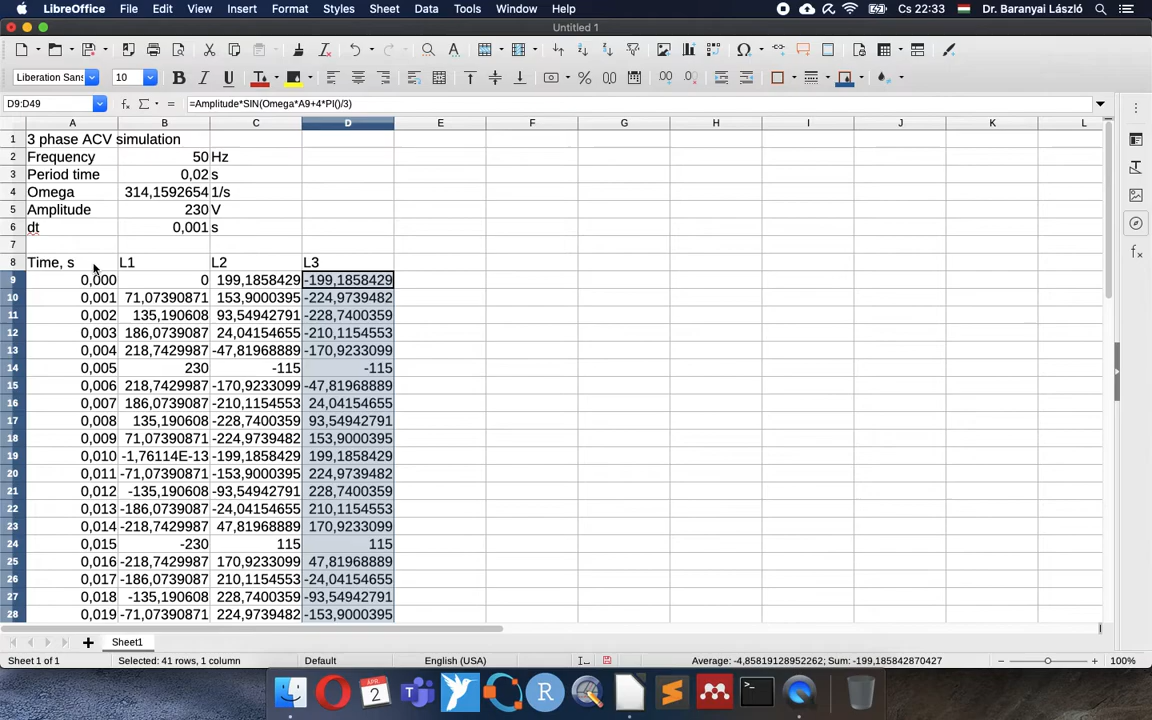 LibreOffice File Edit View Insert Format Styles Sheet Data Tools Window Help Cs 22:33 Dr. Baranyai László
Untitled 1
Liberation Sans 10
D9:D49 =Amplitude*SIN(Omega*A9+4*PI()/3)
A B C D E F G H I J K L
1 3 phase ACV simulation
2 Frequency 50 Hz
3 Period time 0,02 s
4 Omega 314,1592654 1/s
5 Amplitude 230 V
6 dt 0,001 s
7
8 Time, s L1 L2 L3
9 0,000 0 199,1858429 -199,1858429
10 0,001 71,07390871 153,9000395 -224,9739482
11 0,002 135,190608 93,54942791 -228,7400359
12 0,003 186,0739087 24,04154655 -210,1154553
13 0,004 218,7429987 -47,81968889 -170,9233099
14 0,005 230 -115 -115
15 0,006 218,7429987 -170,9233099 -47,81968889
16 0,007 186,0739087 -210,1154553 24,04154655
17 0,008 135,190608 -228,7400359 93,54942791
18 0,009 71,07390871 -224,9739482 153,9000395
19 0,010 -1,76114E-13 -199,1858429 199,1858429
20 0,011 -71,07390871 -153,9000395 224,9739482
21 0,012 -135,190608 -93,54942791 228,7400359
22 0,013 -186,0739087 -24,04154655 210,1154553
23 0,014 -218,7429987 47,81968889 170,9233099
24 0,015 -230 115 115
25 0,016 -218,7429987 170,9233099 47,81968889
26 0,017 -186,0739087 210,1154553 -24,04154655
27 0,018 -135,190608 228,7400359 -93,54942791
28 0,019 -71,07390871 224,9739482 -153,9000395
Sheet1
Sheet 1 of 1 Selected: 41 rows, 1 column Default English (USA) Average: -4,85819128952262; Sum: -199,185842870427 100%
APR 2